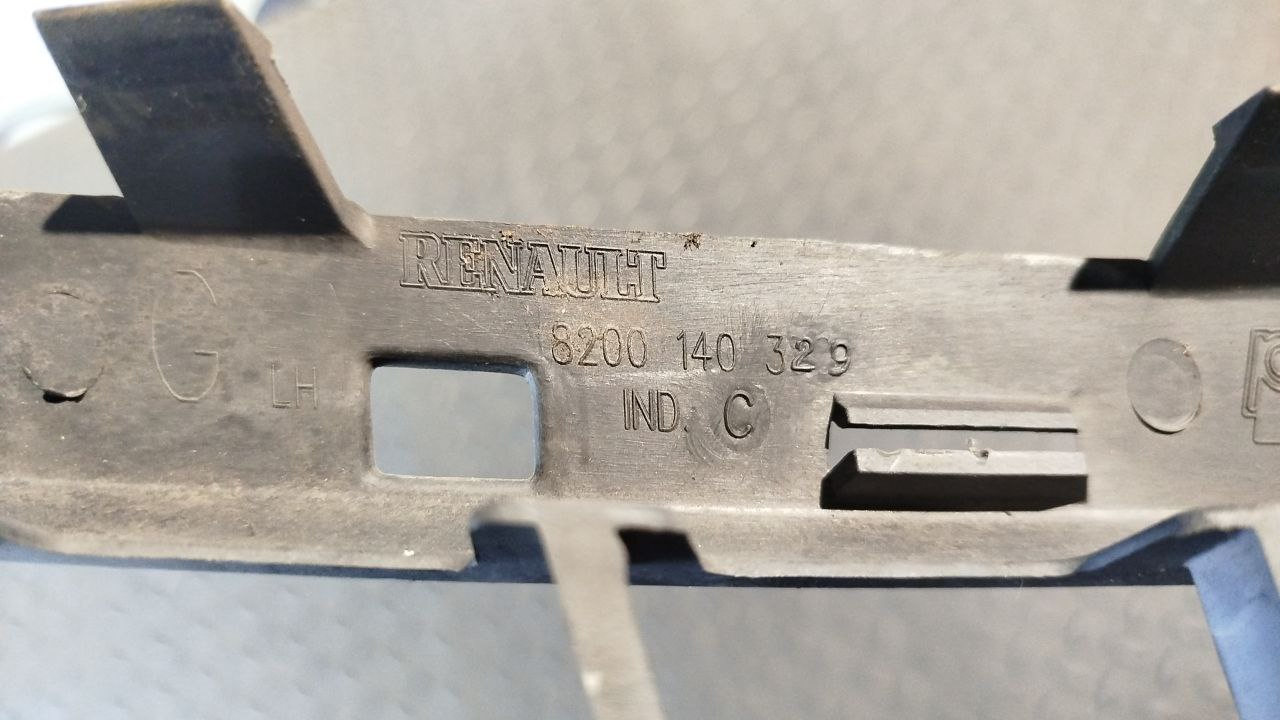 RENAULT
8200 140 329
G
LH
IND. C